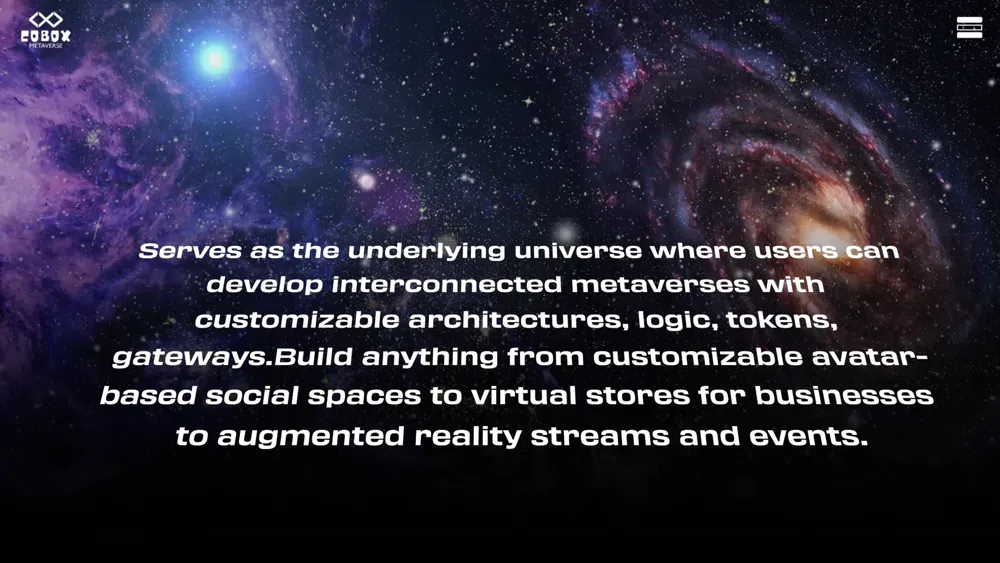 COBOX
METAVERSE
Serves as the underlying universe where users can
develop interconnected metaverses with
customizable architectures, logic, tokens,
gateways.Build anything from customizable avatar-
based social spaces to virtual stores for businesses
to augmented reality streams and events.